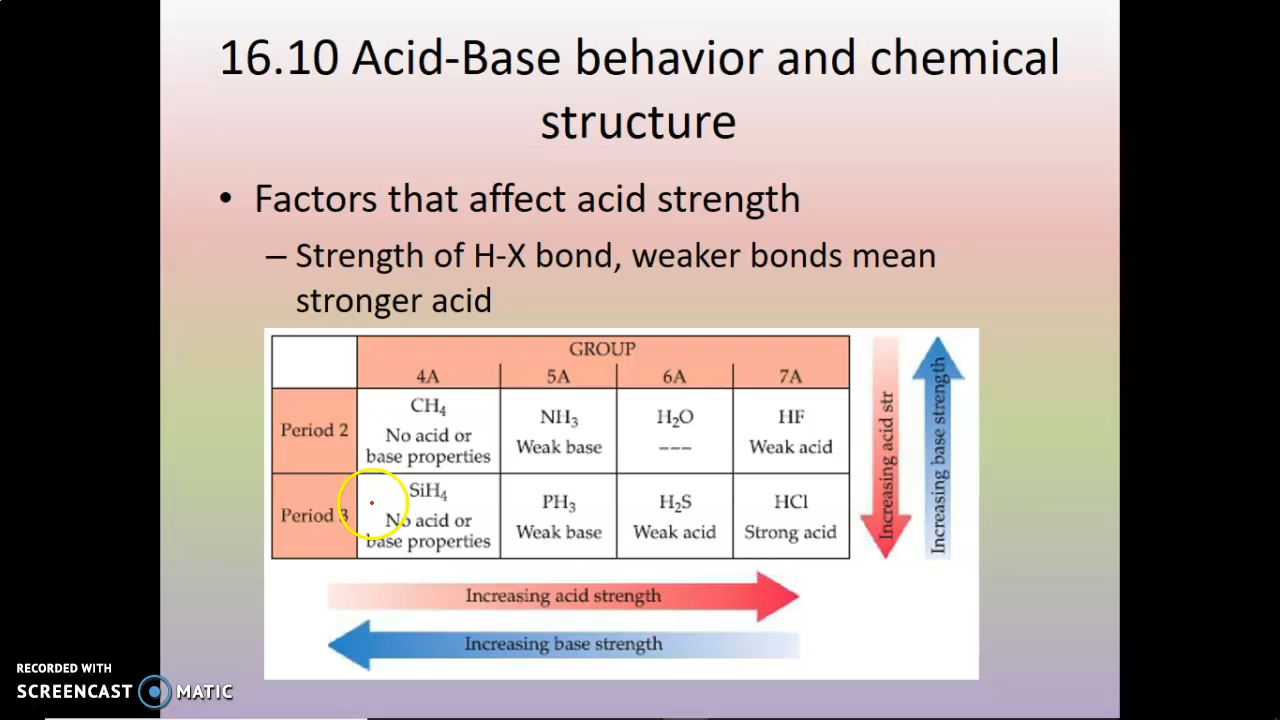 16.10 Acid-Base behavior and chemical
structure
• Factors that affect acid strength
– Strength of H-X bond, weaker bonds mean
stronger acid
GROUP
4A 5A 6A 7A
Period 2
CH₄
No acid or
base properties
NH₃
Weak base
H₂O
---
HF
Weak acid
Period 3
SiH₄
No acid or
base properties
PH₃
Weak base
H₂S
Weak acid
HCl
Strong acid
Increasing acid str
Increasing base strength
Increasing acid strength
Increasing base strength
RECORDED WITH
SCREENCAST MATIC